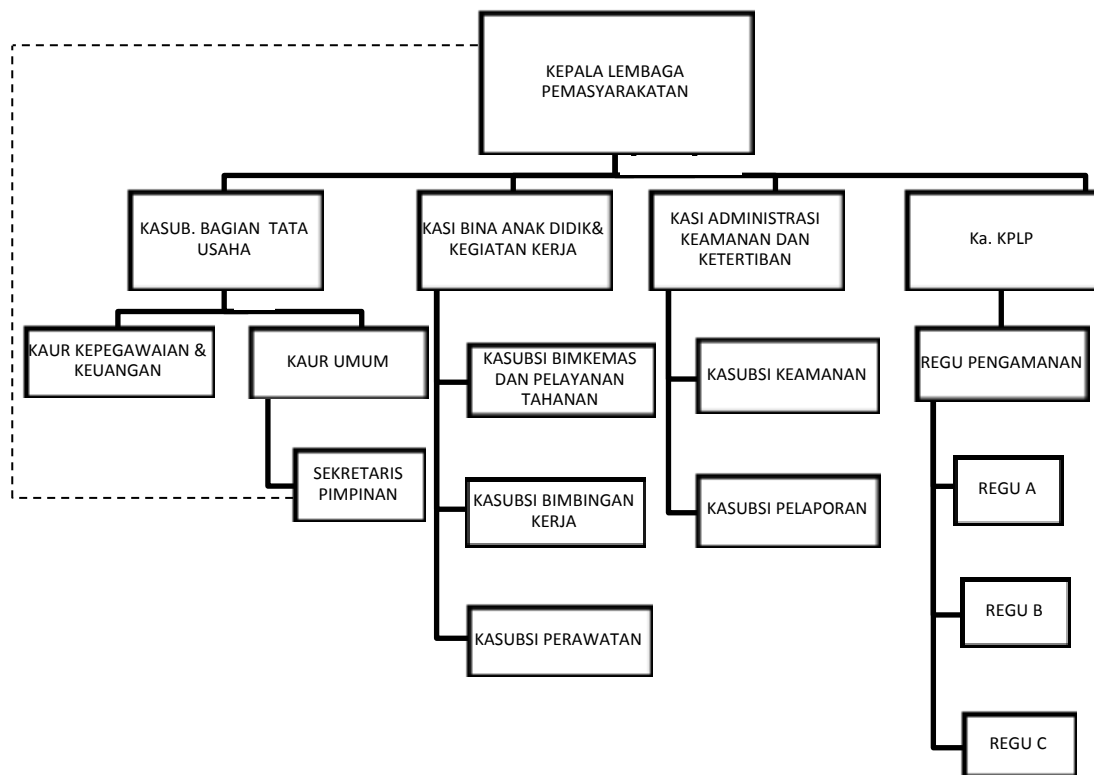 KEPALA LEMBAGA
PEMASYARAKATAN
KASUB. BAGIAN TATA
USAHA
KASI BINA ANAK DIDIK&
KEGIATAN KERJA
KASI ADMINISTRASI
KEAMANAN DAN
KETERTIBAN
Ka. KPLP
KAUR KEPEGAWAIAN &
KEUANGAN
KAUR UMUM
SEKRETARIS
PIMPINAN
KASUBSI BIMKEMAS
DAN PELAYANAN
TAHANAN
KASUBSI BIMBINGAN
KERJA
KASUBSI PERAWATAN
KASUBSI KEAMANAN
KASUBSI PELAPORAN
REGU PENGAMANAN
REGU A
REGU B
REGU C